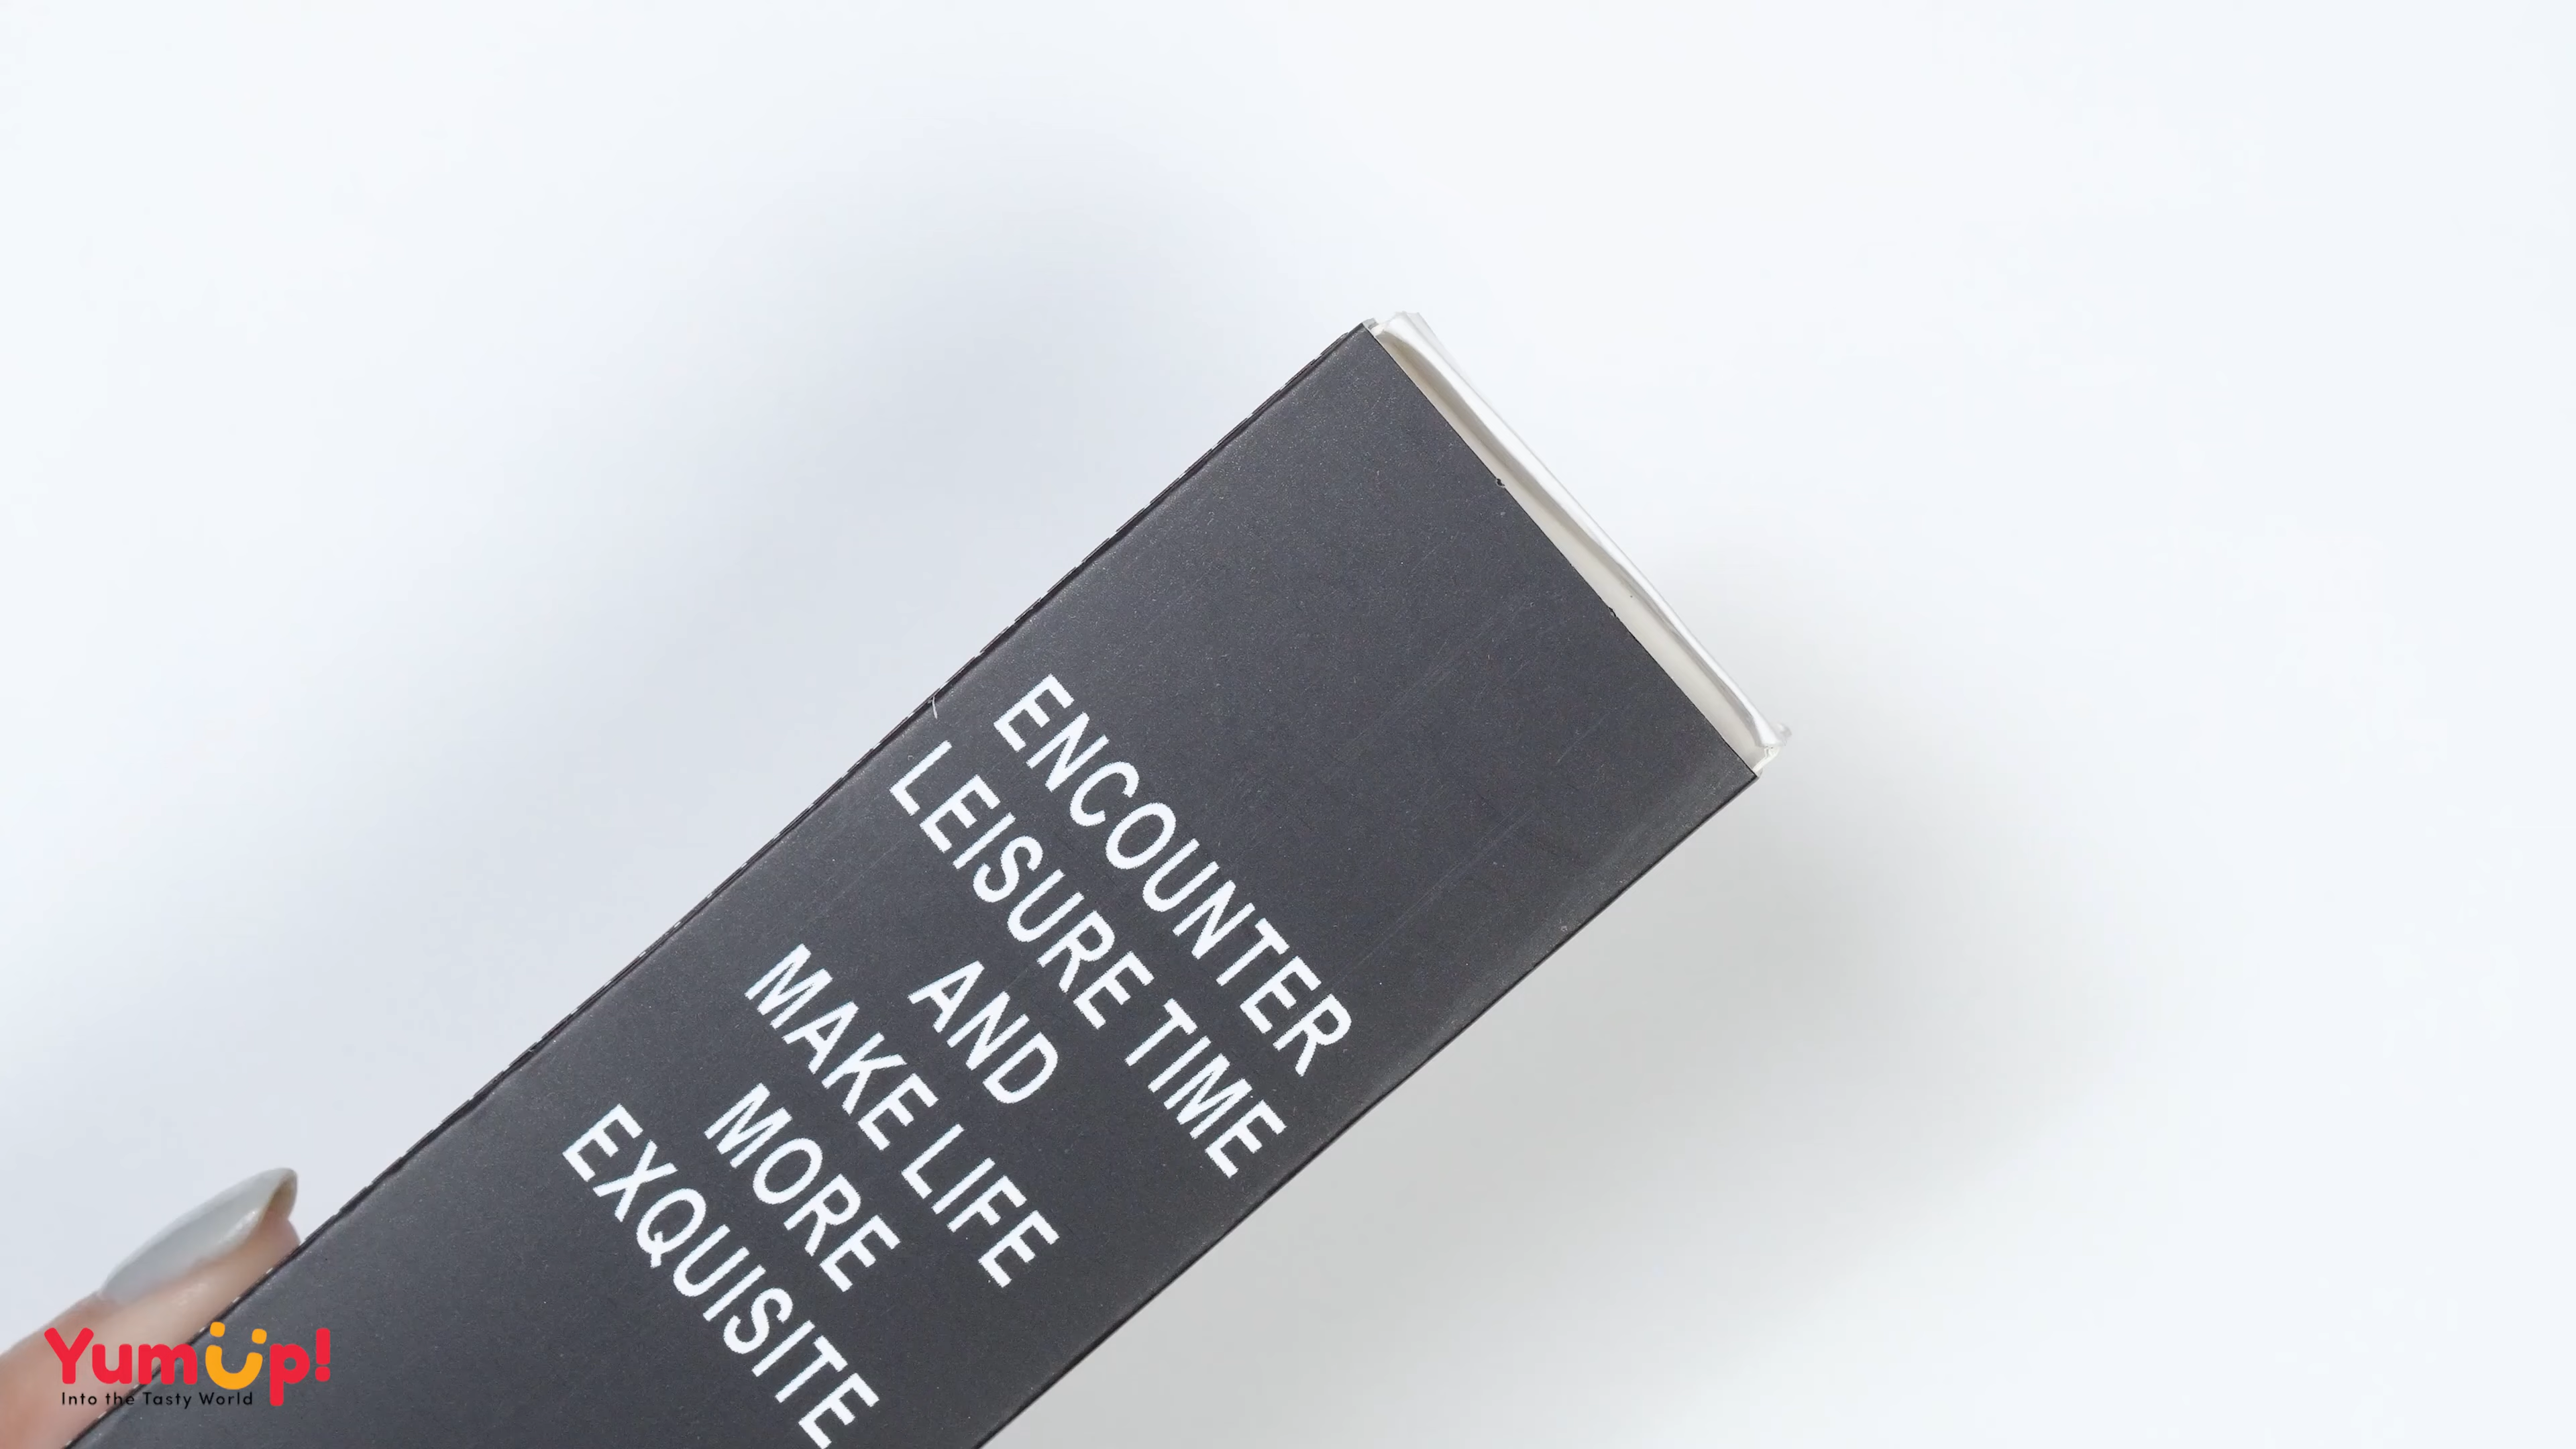 ENCOUNTER
LEISURE TIME
AND
MAKE LIFE
MORE
EXQUISITE
YumUp!
Into the Tasty World